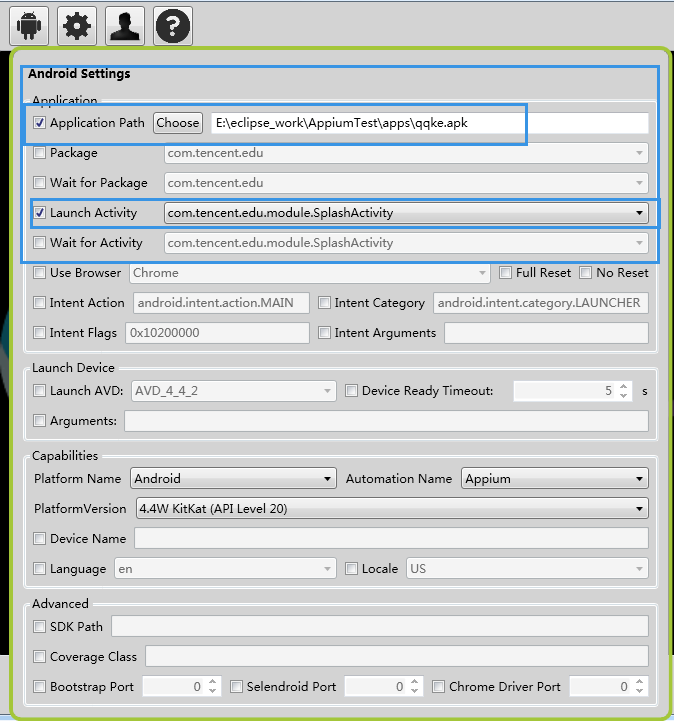 ?
Android Settings
Application
Application Path Choose E:\eclipse_work\AppiumTest\apps\qqke.apk
Package com.tencent.edu
Wait for Package com.tencent.edu
Launch Activity com.tencent.edu.module.SplashActivity
Wait for Activity com.tencent.edu.module.SplashActivity
Use Browser Chrome Full Reset No Reset
Intent Action android.intent.action.MAIN Intent Category android.intent.category.LAUNCHER
Intent Flags 0x10200000 Intent Arguments
Launch Device
Launch AVD: AVD_4_4_2 Device Ready Timeout: 5 s
Arguments:
Capabilities
Platform Name Android Automation Name Appium
PlatformVersion 4.4W KitKat (API Level 20)
Device Name
Language en Locale US
Advanced
SDK Path
Coverage Class
Bootstrap Port 0 Selendroid Port 0 Chrome Driver Port 0